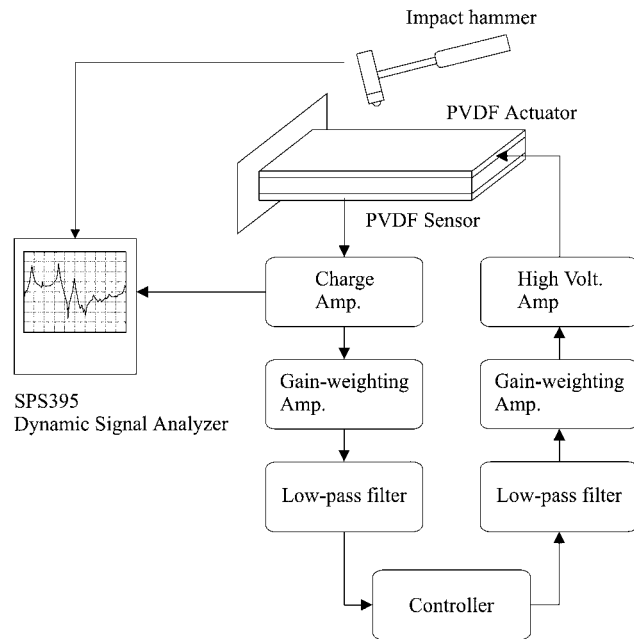 Impact hammer
PVDF Actuator
PVDF Sensor
Charge
Amp.
High Volt.
Amp
Gain-weighting
Amp.
Gain-weighting
Amp.
SPS395
Dynamic Signal Analyzer
Low-pass filter
Low-pass filter
Controller